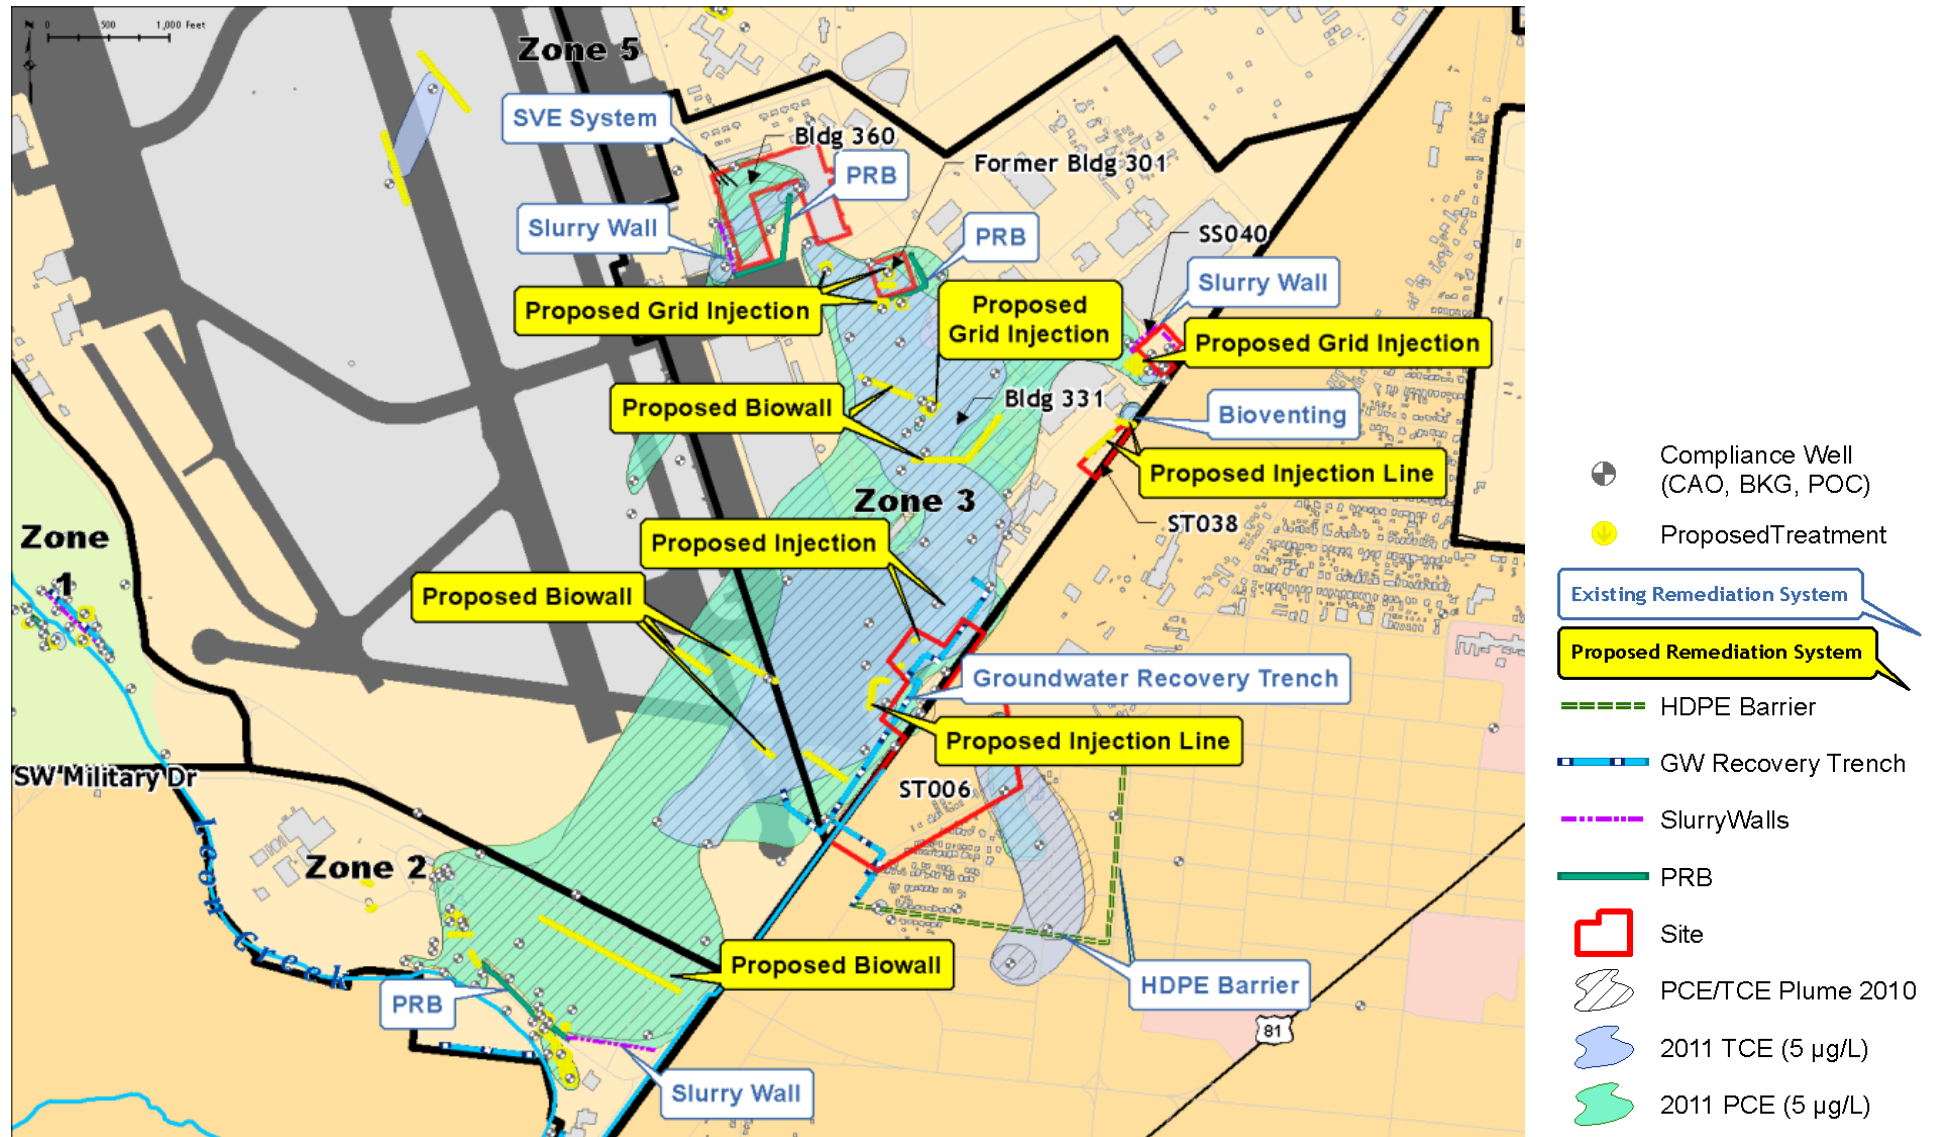 N
0 500 1,000 Feet
Zone 5
SVE System
Bldg 360
PRB
Former Bldg 301
Slurry Wall
PRB
SS040
Slurry Wall
Proposed Grid Injection
Proposed
Grid Injection
Proposed Grid Injection
Proposed Biowall
Bldg 331
Bioventing
Proposed Injection Line
Zone 3
ST038
Zone
1
Proposed Injection
Proposed Biowall
Groundwater Recovery Trench
Proposed Injection Line
SW Military Dr
ST006
Leon Creek
Zone 2
Proposed Biowall
HDPE Barrier
PRB
81
Slurry Wall
Compliance Well
(CAO, BKG, POC)
ProposedTreatment
Existing Remediation System
Proposed Remediation System
HDPE Barrier
GW Recovery Trench
SlurryWalls
PRB
Site
PCE/TCE Plume 2010
2011 TCE (5 µg/L)
2011 PCE (5 µg/L)